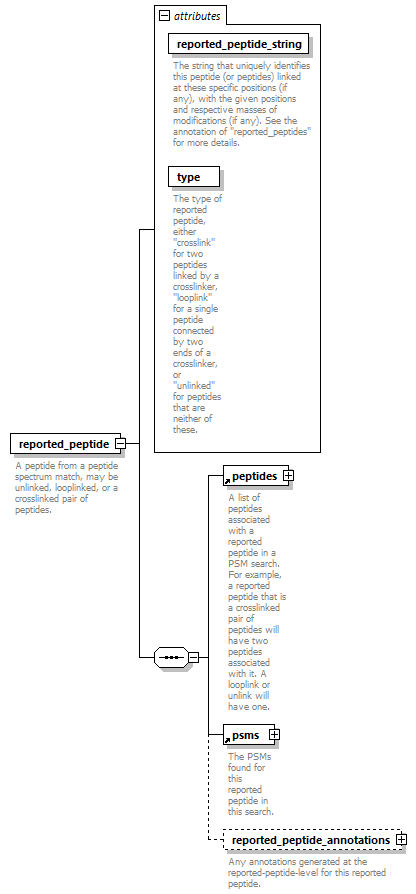 attributes
reported_peptide_string
The string that uniquely identifies
this peptide (or peptides) linked
at these specific positions (if
any), with the given positions
and respective masses of
modifications (if any). See the
annotation of "reported_peptides"
for more details.
type
The type of
reported
peptide,
either
"crosslink"
for two
peptides
linked by a
crosslinker,
"looplink"
for a single
peptide
connected
by two
ends of a
crosslinker,
or
"unlinked"
for peptides
that are
neither of
these.
reported_peptide
A peptide from a peptide
spectrum match, may be
unlinked, looplinked, or a
crosslinked pair of
peptides.
peptides
A list of
peptides
associated
with a
reported
peptide in a
PSM search.
For example,
a reported
peptide that is
a crosslinked
pair of
peptides will
have two
peptides
associated
with it. A
looplink or
unlink will
have one.
psms
The PSMs
found for
this
reported
peptide in
this search.
reported_peptide_annotations
Any annotations generated at the
reported-peptide-level for this reported
peptide.